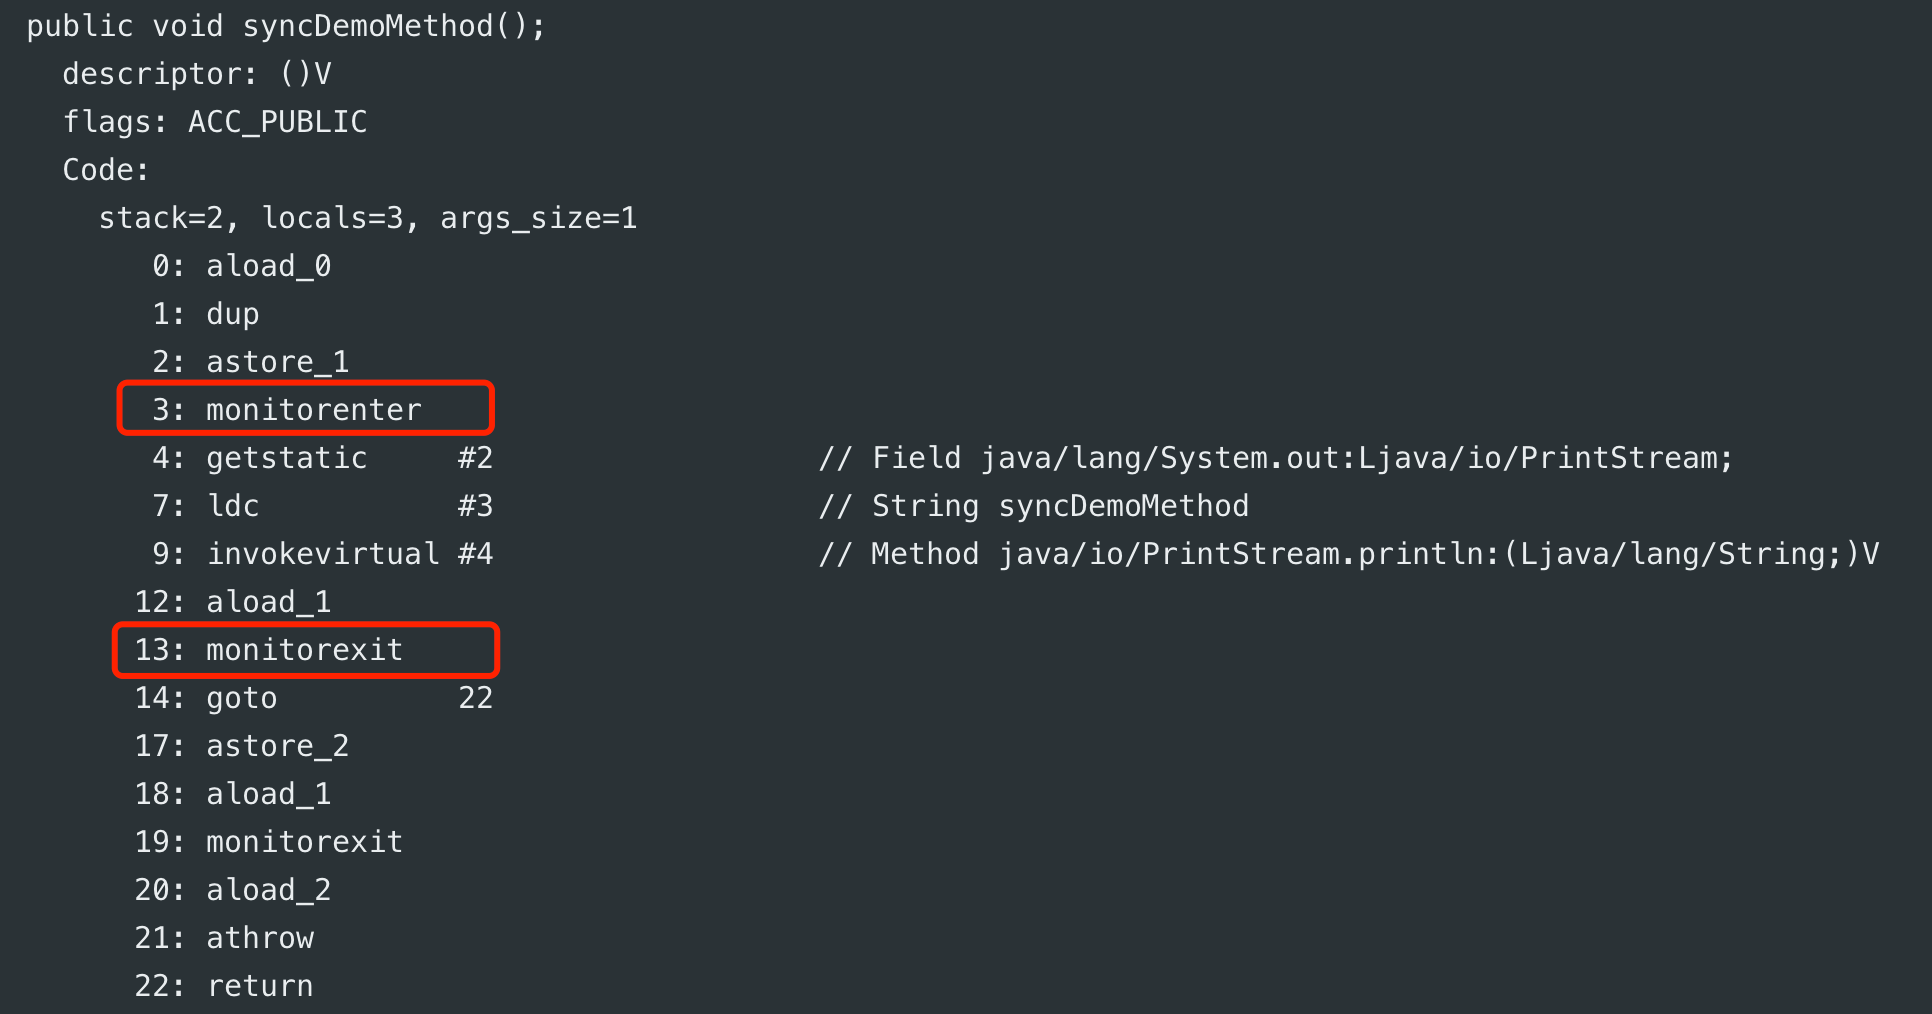 public void syncDemoMethod();
  descriptor: ()V
  flags: ACC_PUBLIC
  Code:
    stack=2, locals=3, args_size=1
       0: aload_0
       1: dup
       2: astore_1
       3: monitorenter
       4: getstatic     #2                  // Field java/lang/System.out:Ljava/io/PrintStream;
       7: ldc           #3                  // String syncDemoMethod
       9: invokevirtual #4                  // Method java/io/PrintStream.println:(Ljava/lang/String;)V
      12: aload_1
      13: monitorexit
      14: goto          22
      17: astore_2
      18: aload_1
      19: monitorexit
      20: aload_2
      21: athrow
      22: return